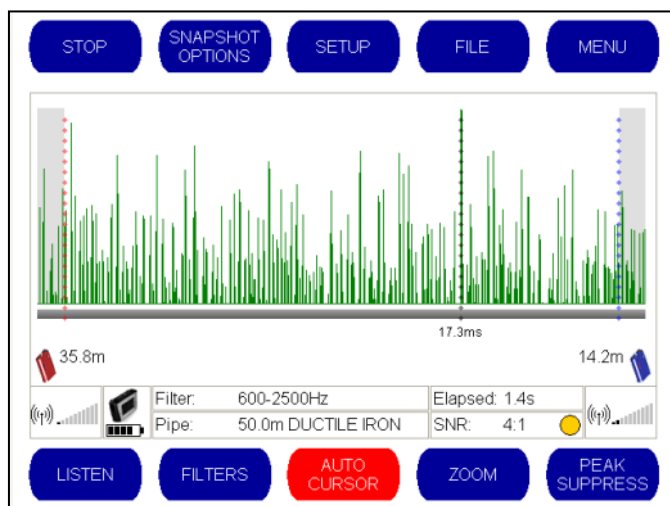 STOP
SNAPSHOT
OPTIONS
SETUP
FILE
MENU
17.3ms
35.8m
14.2m
Filter: 600-2500Hz
Elapsed: 1.4s
Pipe: 50.0m DUCTILE IRON
SNR: 4:1
LISTEN
FILTERS
AUTO
CURSOR
ZOOM
PEAK
SUPPRESS